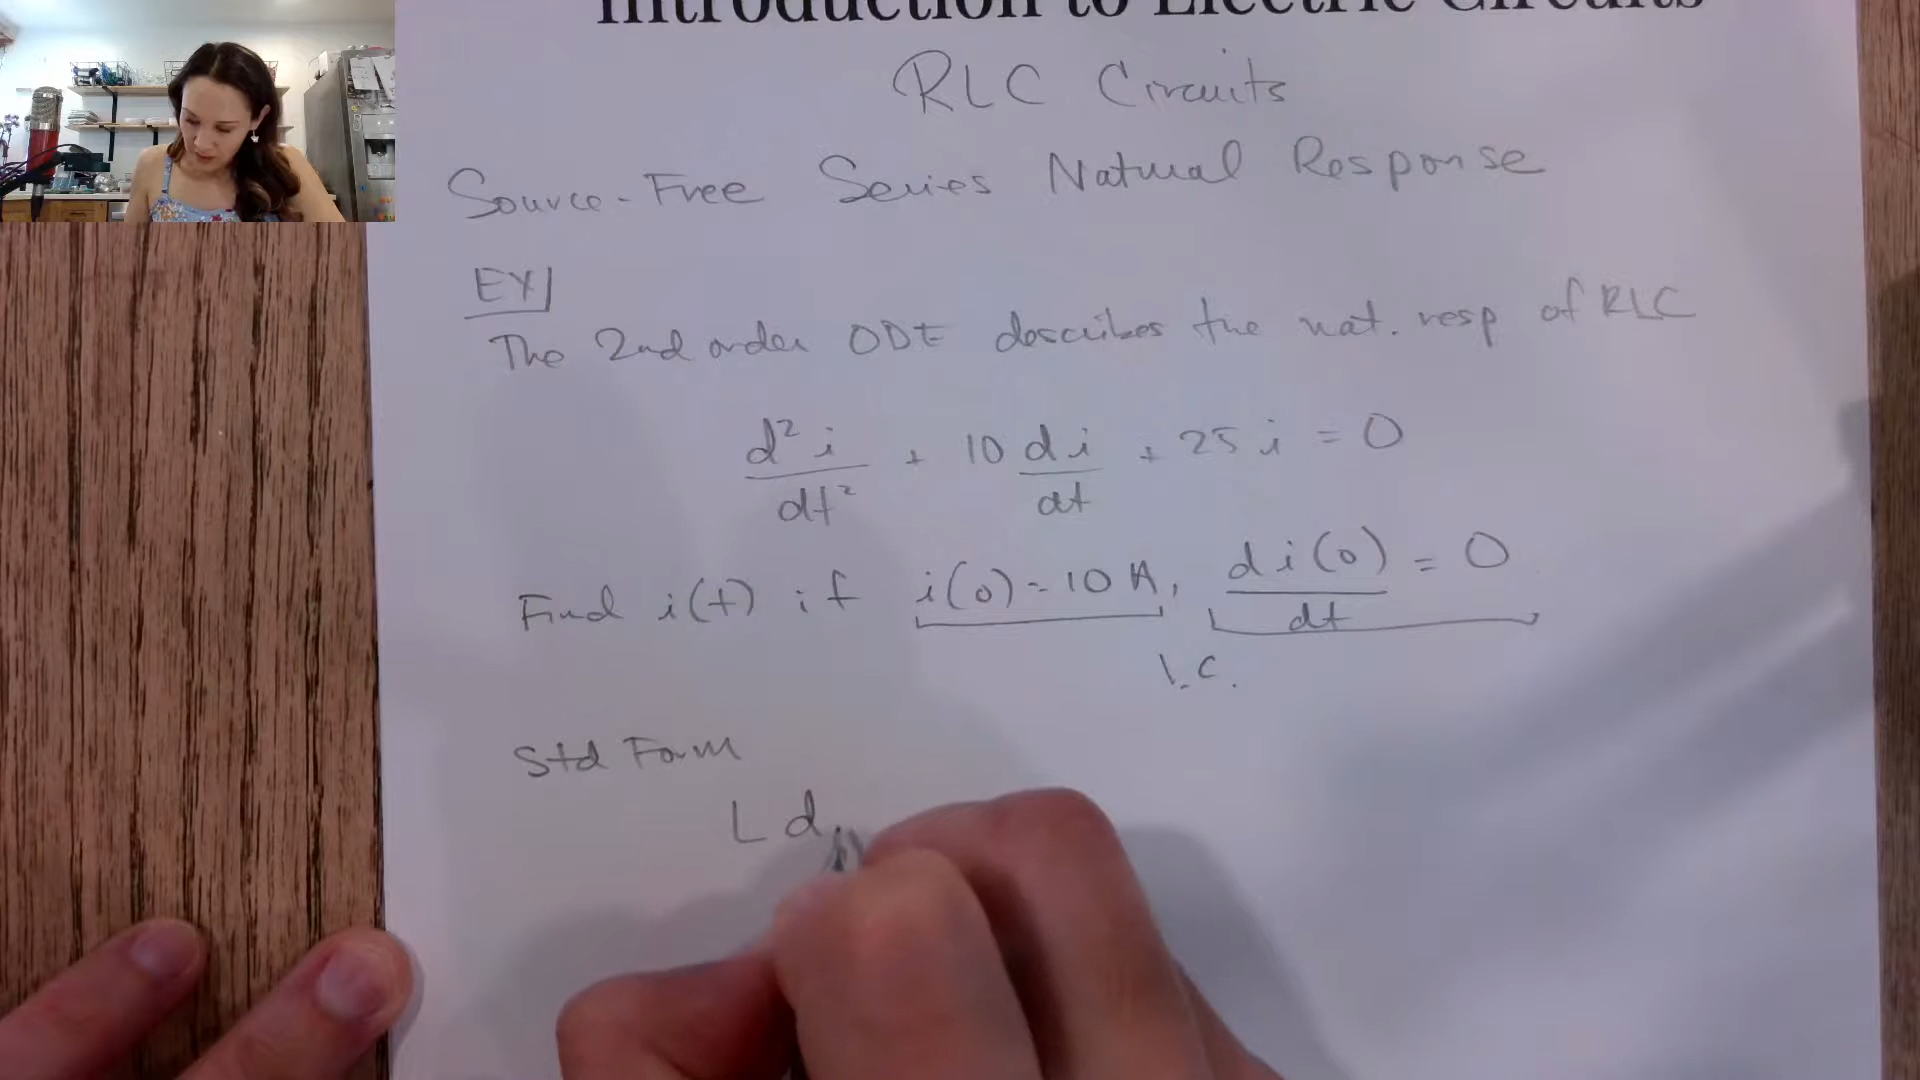 Introduction to Electric Circuits
RLC Circuits
Source-Free Series Natural Response
EX
The 2nd order ODE describes the nat. resp of RLC
d²i/dt² + 10 di/dt + 25 i = 0
Find i(t) if i(0) = 10 A, di(0)/dt = 0
I.C.
Std Form
L d